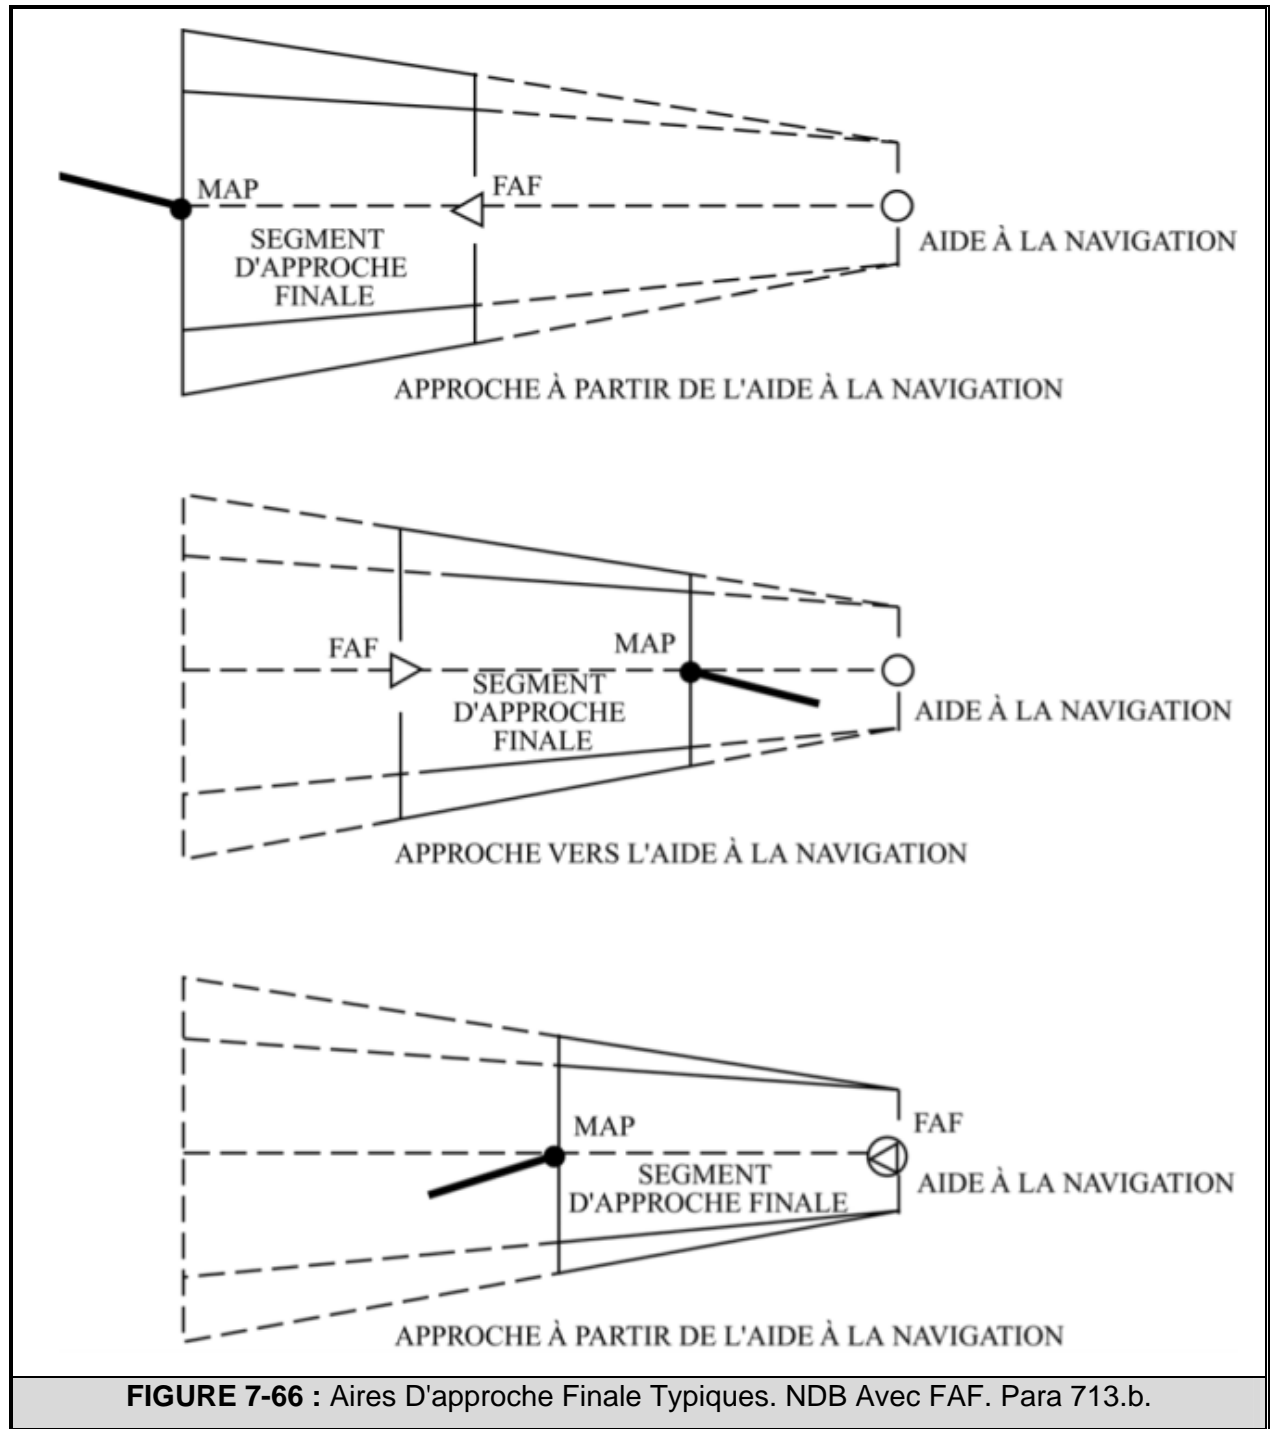 MAP
FAF
SEGMENT
D'APPROCHE
FINALE
AIDE À LA NAVIGATION
APPROCHE À PARTIR DE L'AIDE À LA NAVIGATION
FAF
MAP
SEGMENT
D'APPROCHE
FINALE
AIDE À LA NAVIGATION
APPROCHE VERS L'AIDE À LA NAVIGATION
MAP
FAF
SEGMENT
D'APPROCHE FINALE
AIDE À LA NAVIGATION
APPROCHE À PARTIR DE L'AIDE À LA NAVIGATION
FIGURE 7-66 : Aires D'approche Finale Typiques. NDB Avec FAF. Para 713.b.